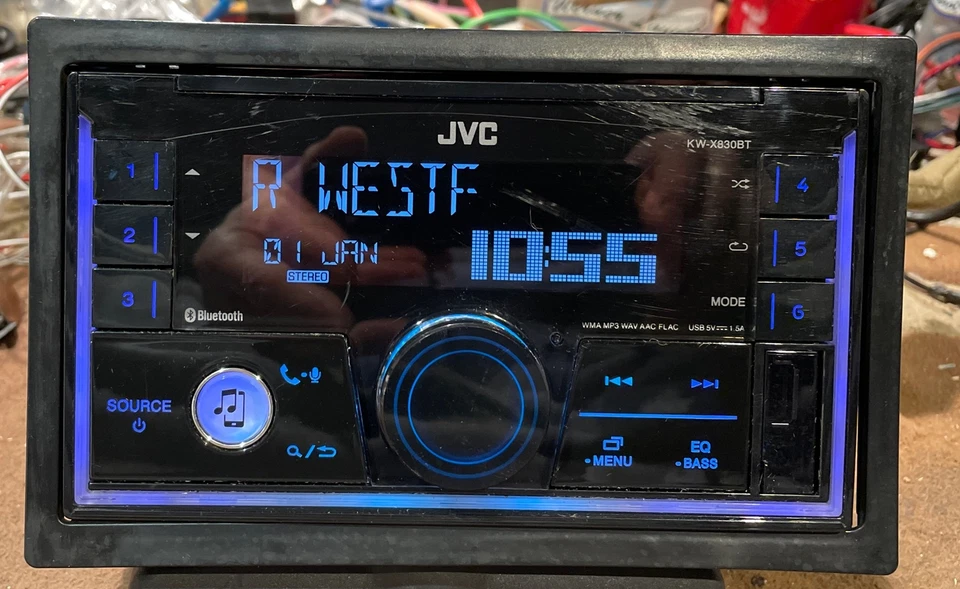 JVC
KW-X830BT
R WESTF
1
4
2
01 JAN
10:55
5
STEREO
3
MODE
6
Bluetooth
WMA MP3 WAV AAC FLAC USB 5V⎓1.5A
SOURCE
MENU
EQ
BASS